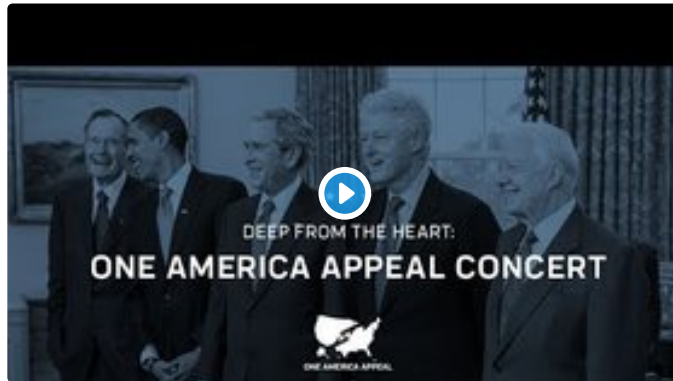 DEEP FROM THE HEART:
ONE AMERICA APPEAL CONCERT
ONE AMERICA APPEAL